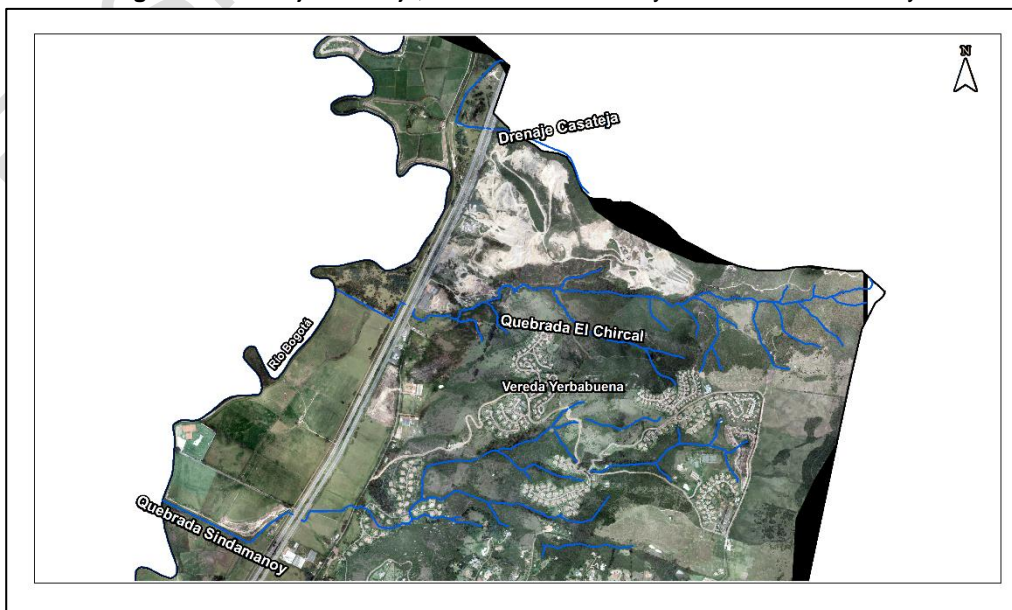 N
Drenaje Casateja
Quebrada El Chircal
Río Bogotá
Vereda Yerbabuena
Quebrada Sindamanoy